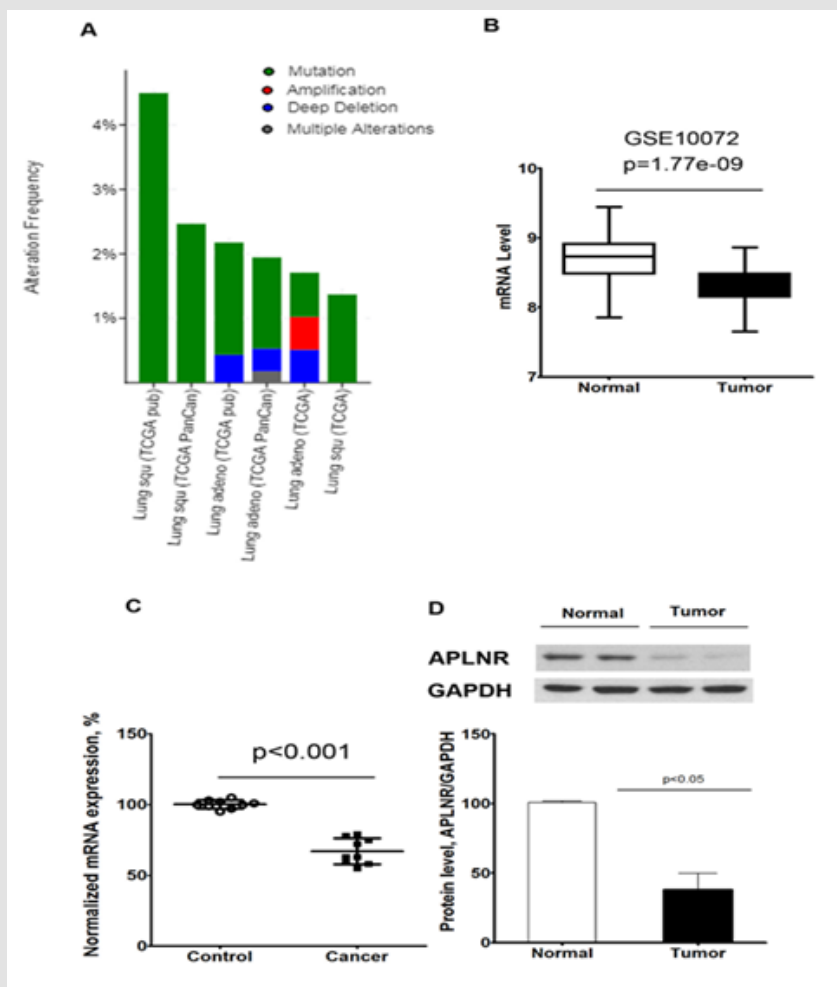 A
Mutation
Amplification
Deep Deletion
Multiple Alterations
Alteration Frequency
4%
3%
2%
1%
Lung squ (TCGA pub)
Lung squ (TCGA PanCan)
Lung adeno (TCGA pub)
Lung adeno (TCGA PanCan)
Lung adeno (TCGA)
Lung squ (TCGA)
B
GSE10072
p=1.77e-09
mRNA Level
10
9
8
7
Normal Tumor
C
p<0.001
Normalized mRNA expression, %
150
100
50
0
Control Cancer
D
Normal Tumor
APLNR
GAPDH
p<0.05
Protein level, APLNR/GAPDH
150
100
50
0
Normal Tumor